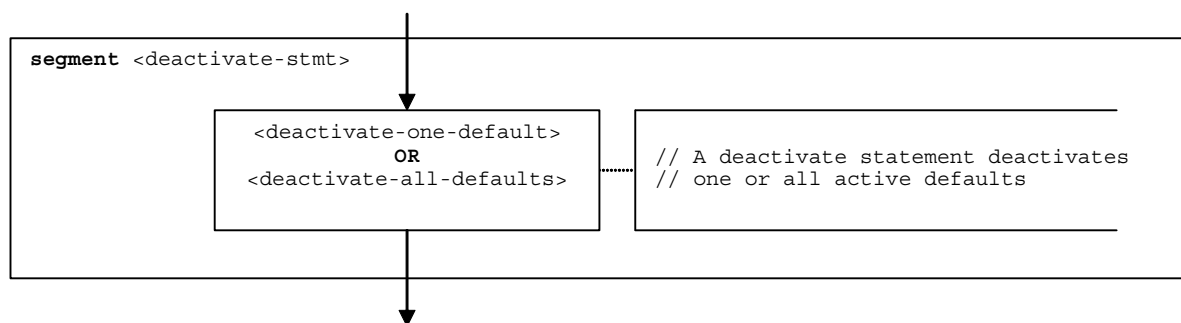 segment <deactivate-stmt>
<deactivate-one-default>
OR
<deactivate-all-defaults>
// A deactivate statement deactivates
// one or all active defaults